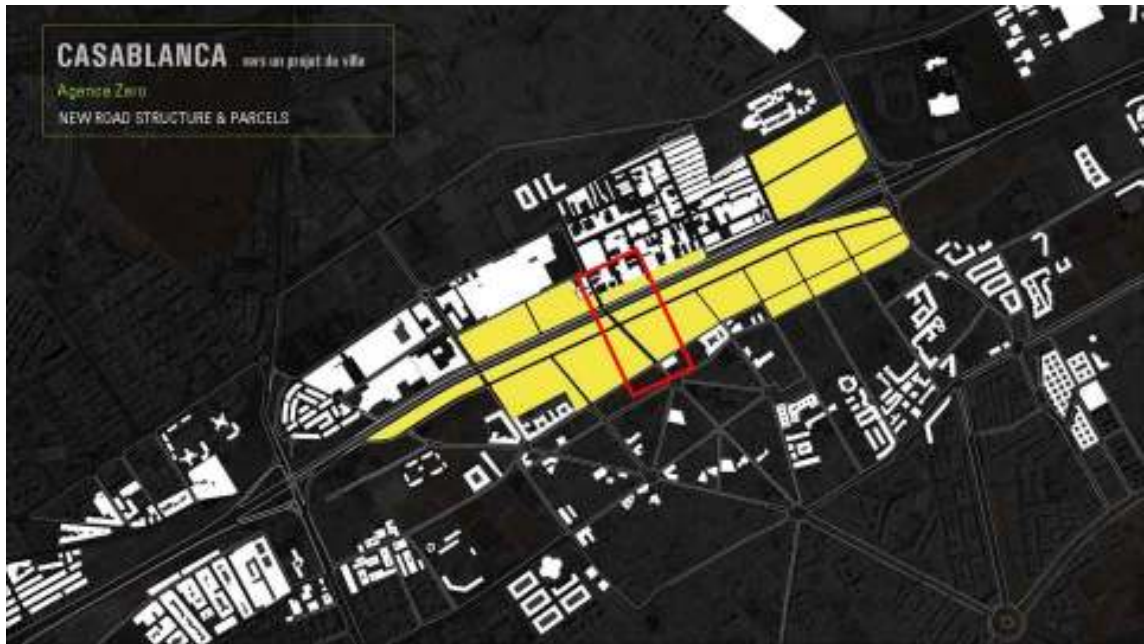 CASABLANCA vers un projet de ville
Agence Zero
NEW ROAD STRUCTURE & PARCELS